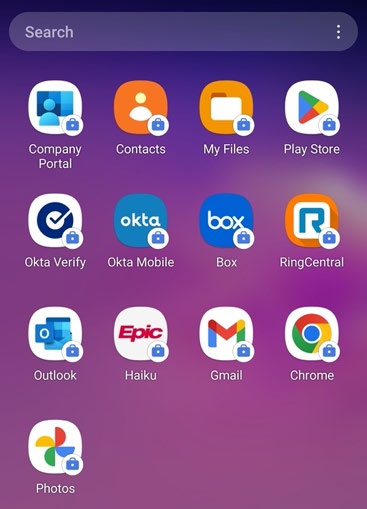 Search
Company
Portal
Contacts
My Files
Play Store
Okta Verify
okta
Okta Mobile
box
Box
R
RingCentral
O
Outlook
Epic
Haiku
Gmail
Chrome
Photos